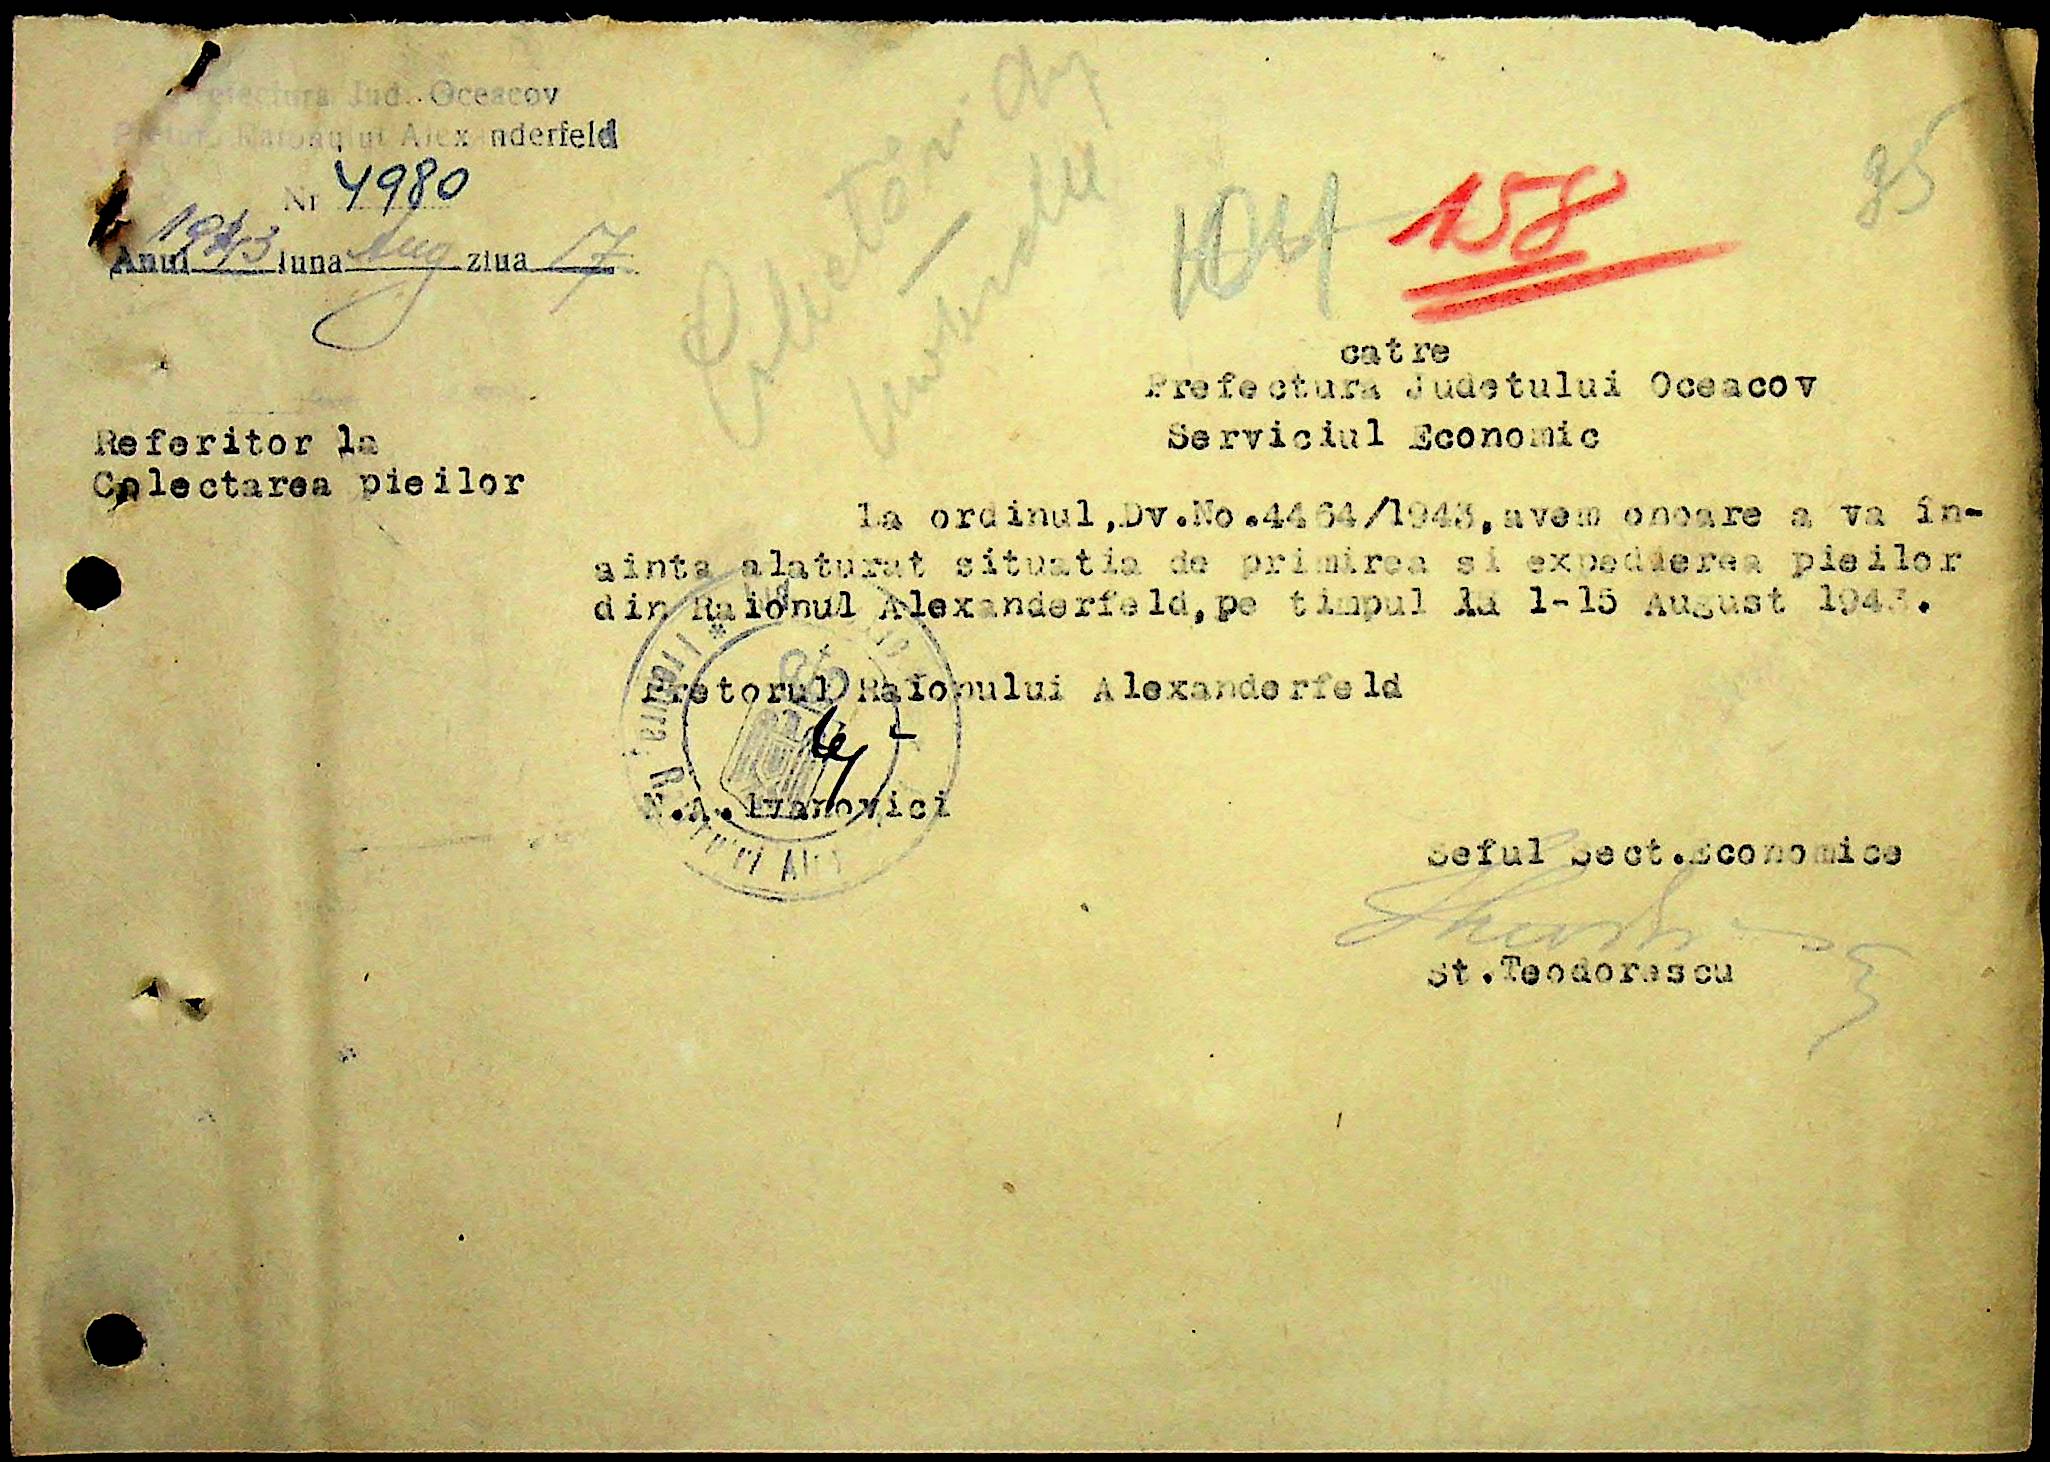 Prefectura Jud. Oceacov
Pretura Raionului Alexanderfeld
Nr 4980
Anul 1943 luna Aug ziua 17
104
158
95
catre
Prefectura Judetului Oceacov
Serviciul Economic
Referitor la
Colectarea pieilor
la ordinul,Dv.No.4464/1943,avem onoare a va in-
ainta alaturat situatia de primirea si expedierea pieilor
din Raionul Alexanderfeld,pe timpul la 1-15 August 1943.
Pretorul Raionului Alexanderfeld
N.A.Ivanovici
Seful Sect.Economice
St.Teodorescu